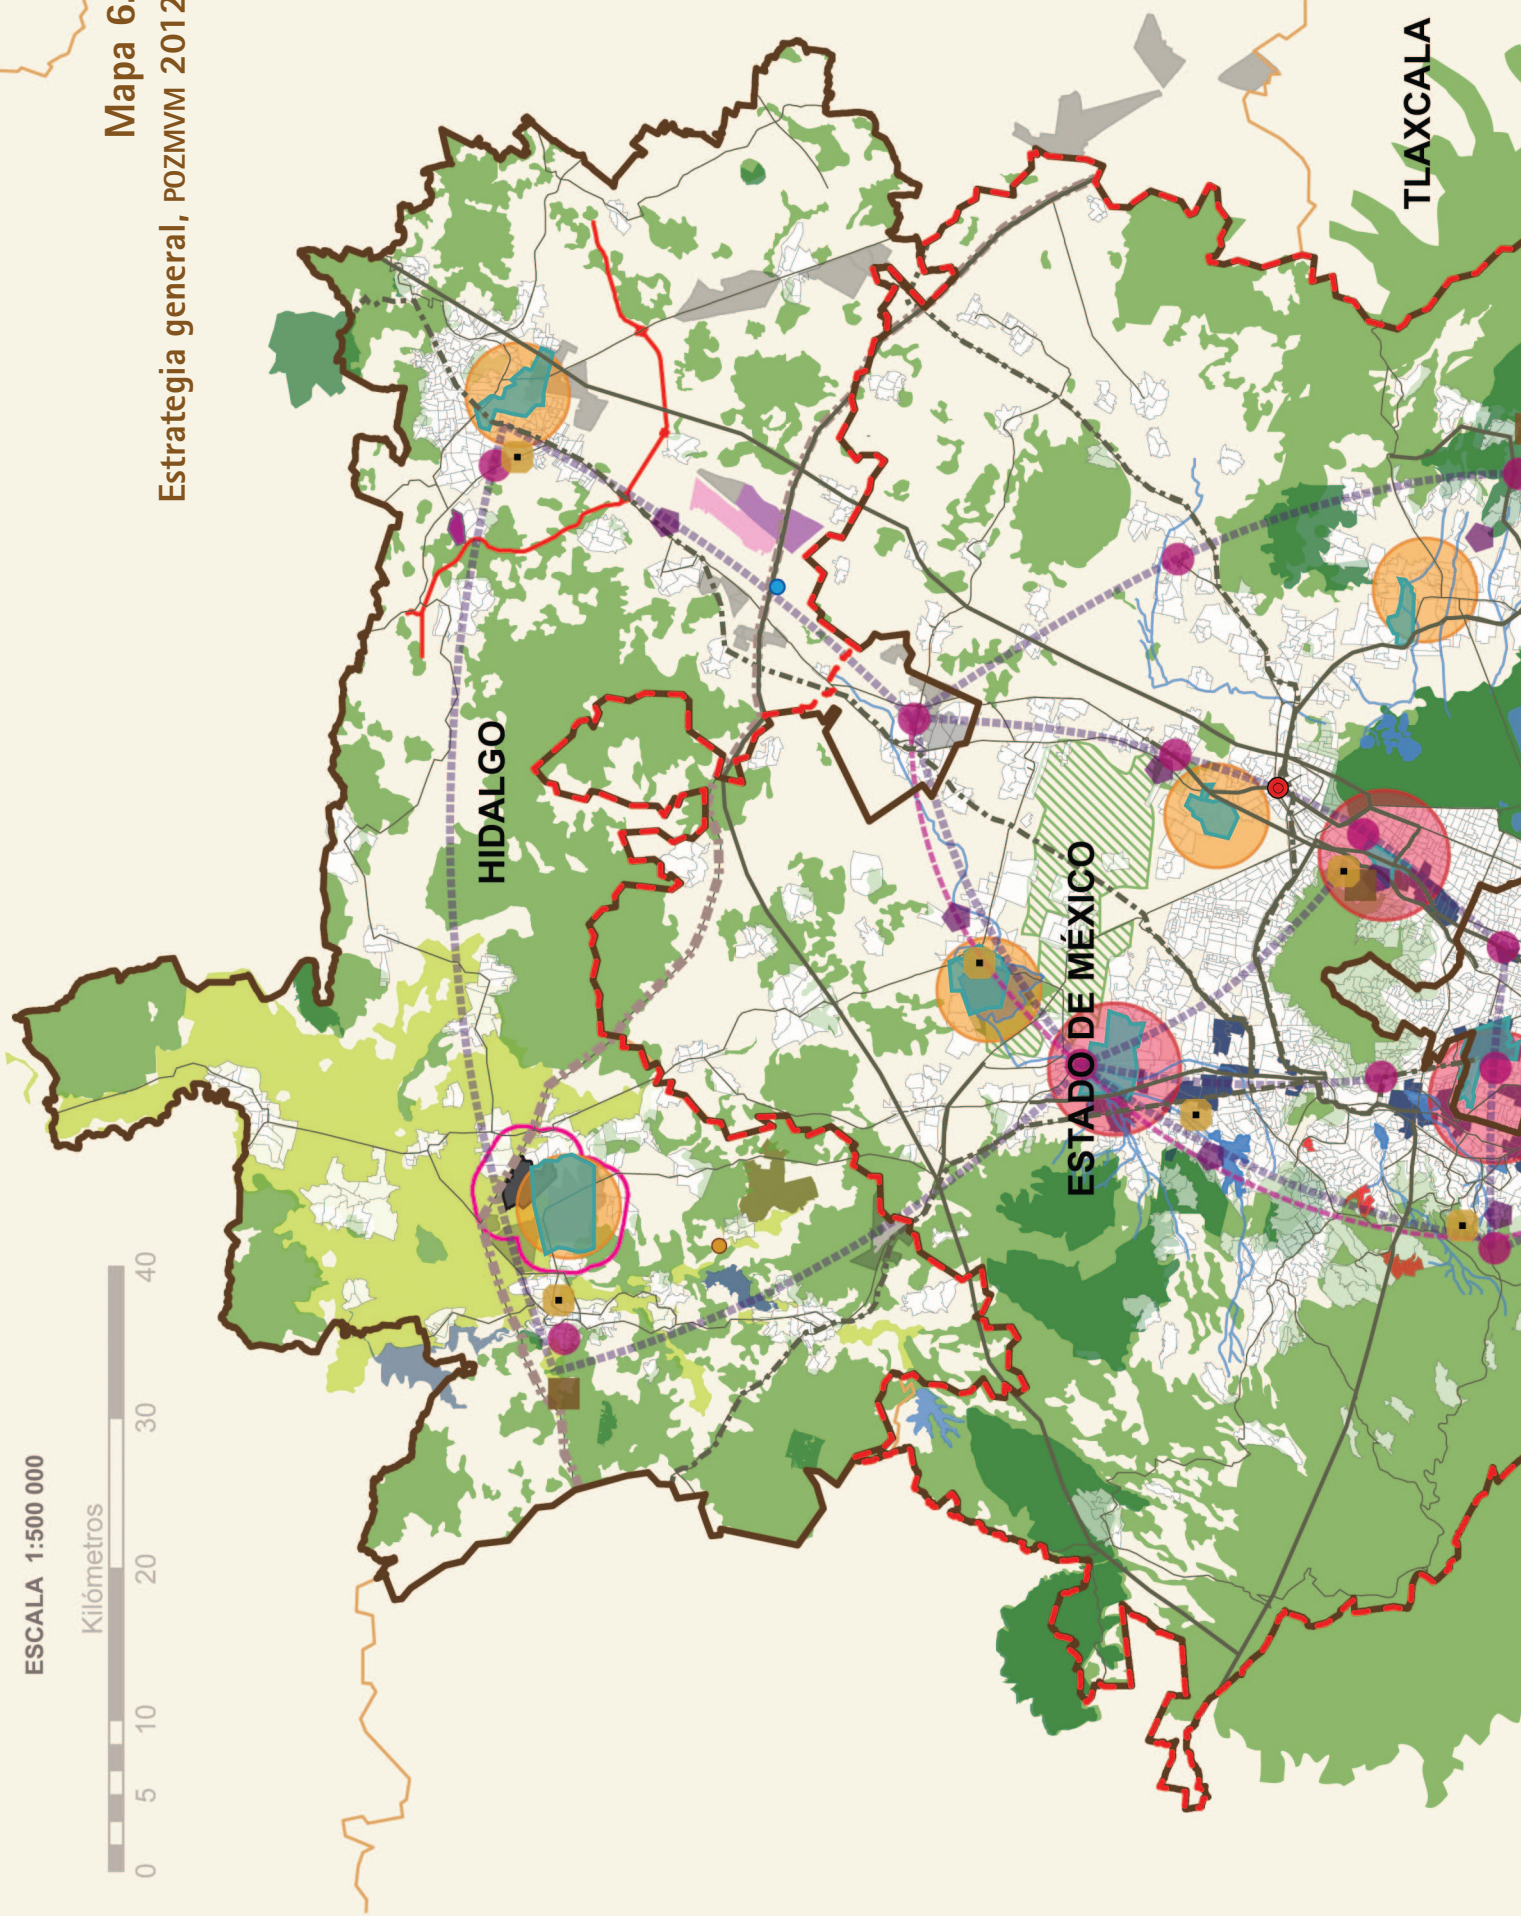 Mapa 6.
Estrategia general, POZMVM 2012
HIDALGO
ESTADO DE MÉXICO
TLAXCALA
ESCALA 1:500 000
Kilómetros
0 5 10 20 30 40